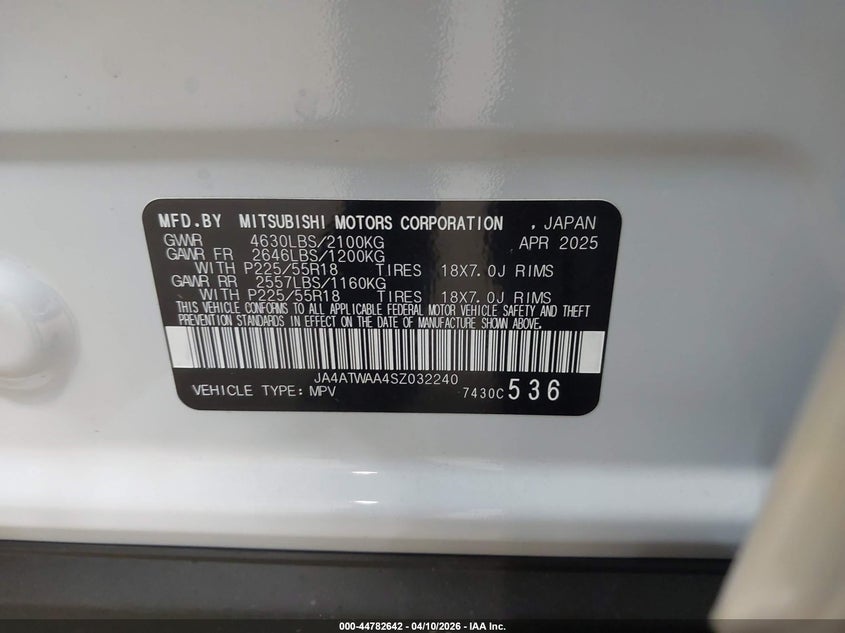 MFD.BY MITSUBISHI MOTORS CORPORATION , JAPAN
GVWR 4630LBS/2100KG APR 2025
GAWR FR 2646LBS/1200KG
WITH P225/55R18 TIRES 18X7.0J RIMS
GAWR RR 2557LBS/1160KG
WITH P225/55R18 TIRES 18X7.0J RIMS
THIS VEHICLE CONFORMS TO ALL APPLICABLE FEDERAL MOTOR VEHICLE SAFETY AND THEFT
PREVENTION STANDARDS IN EFFECT ON THE DATE OF MANUFACTURE SHOWN ABOVE.
JA4ATWAA4SZ032240
VEHICLE TYPE: MPV 7430C 536
000-44782642 - 04/10/2026 - IAA Inc.